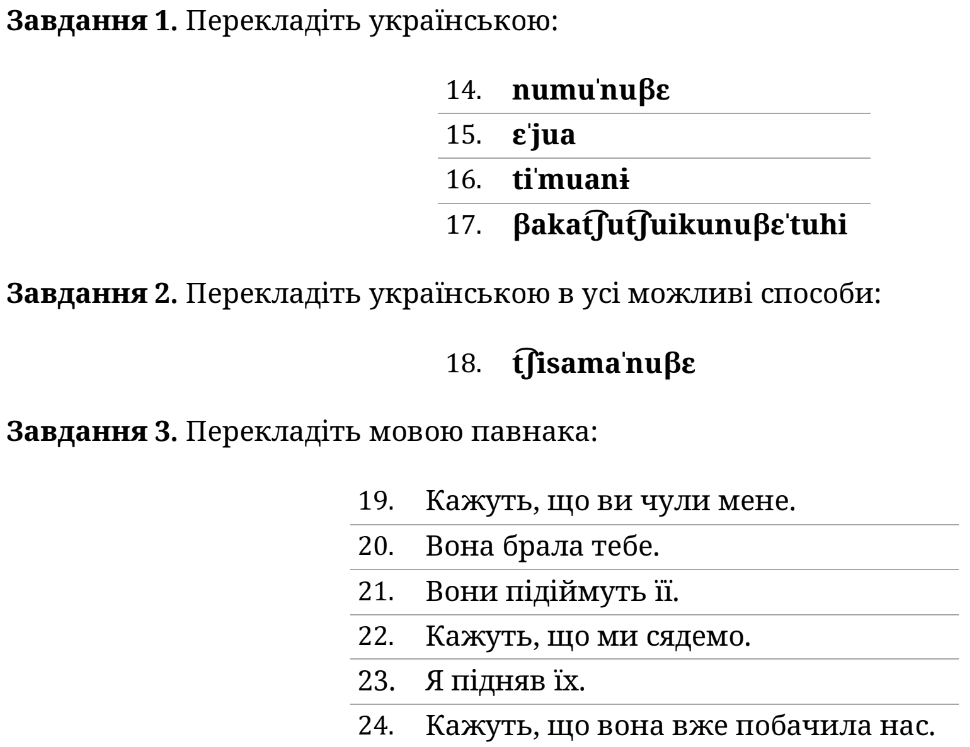 Завдання 1. Перекладіть українською:
14. numuˈnuβɛ
15. ɛˈjua
16. tiˈmuanɨ
17. βakat͡ʃut͡ʃuikunuβɛˈtuhi
Завдання 2. Перекладіть українською в усі можливі способи:
18. t͡ʃisamaˈnuβɛ
Завдання 3. Перекладіть мовою павнака:
19. Кажуть, що ви чули мене.
20. Вона брала тебе.
21. Вони підіймуть її.
22. Кажуть, що ми сядемо.
23. Я підняв їх.
24. Кажуть, що вона вже побачила нас.